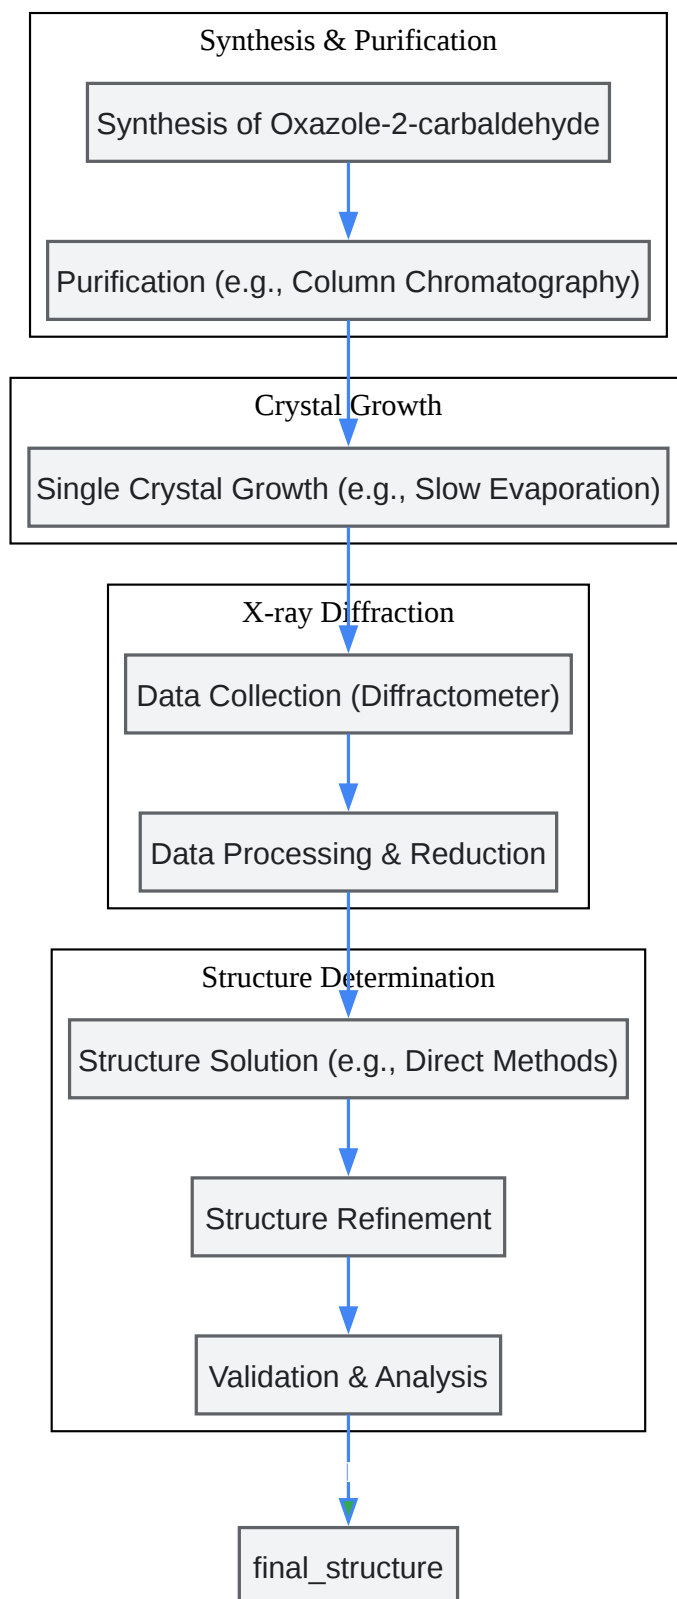 Synthesis & Purification
Synthesis of Oxazole-2-carbaldehyde
Purification (e.g., Column Chromatography)
Crystal Growth
Single Crystal Growth (e.g., Slow Evaporation)
X-ray Diffraction
Data Collection (Diffractometer)
Data Processing & Reduction
Structure Determination
Structure Solution (e.g., Direct Methods)
Structure Refinement
Validation & Analysis
final_structure